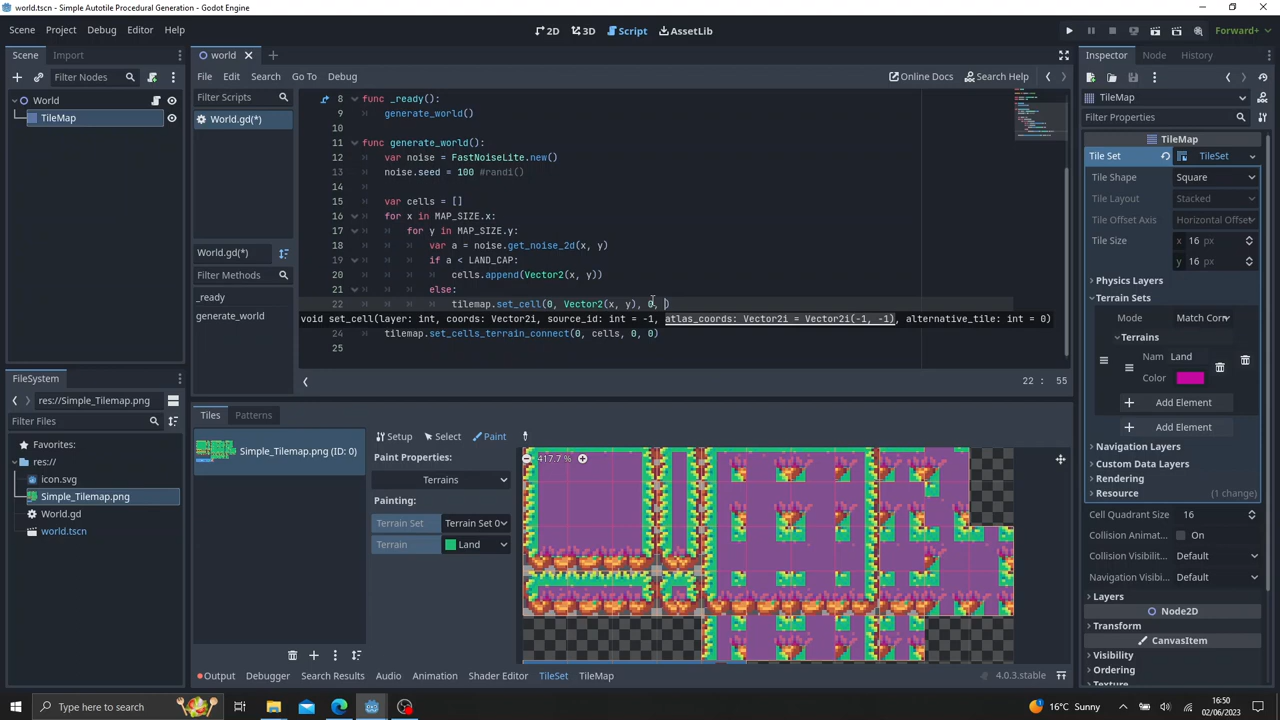 world.tscn - Simple Autotile Procedural Generation - Godot Engine
Scene Project Debug Editor Help
2D 3D Script AssetLib
Forward+
Scene Import
Filter Nodes
World
TileMap
world
File Edit Search Go To Debug
Online Docs Search Help
Filter Scripts
World.gd(*)
World.gd(*)
Filter Methods
_ready
generate_world
8 func _ready():
9 generate_world()
10
11 func generate_world():
12 var noise = FastNoiseLite.new()
13 noise.seed = 100 #randi()
14
15 var cells = []
16 for x in MAP_SIZE.x:
17 for y in MAP_SIZE.y:
18 var a = noise.get_noise_2d(x, y)
19 if a < LAND_CAP:
20 cells.append(Vector2(x, y))
21 else:
22 tilemap.set_cell(0, Vector2(x, y), 0, )
void set_cell(layer: int, coords: Vector2i, source_id: int = -1, atlas_coords: Vector2i = Vector2i(-1, -1), alternative_tile: int = 0)
24 tilemap.set_cells_terrain_connect(0, cells, 0, 0)
25
22 : 55
FileSystem
res://Simple_Tilemap.png
Filter Files
Favorites:
res://
icon.svg
Simple_Tilemap.png
World.gd
world.tscn
Tiles Patterns
Simple_Tilemap.png (ID: 0)
Setup Select Paint
Paint Properties:
Terrains
Painting:
Terrain Set Terrain Set 0
Terrain Land
417.7 %
Output Debugger Search Results Audio Animation Shader Editor TileSet TileMap
4.0.3.stable
Inspector Node History
TileMap
Filter Properties
TileMap
Tile Set TileSet
Tile Shape Square
Tile Layout Stacked
Tile Offset Axis Horizontal Offset
Tile Size x 16 px
y 16 px
Physics Layers
Terrain Sets
Mode Match Corn
Terrains
Name Land
Color
Add Element
Add Element
Navigation Layers
Custom Data Layers
Rendering
Resource (1 change)
Cell Quadrant Size 16
Collision Animat. On
Collision Visibilit. Default
Navigation Visibi. Default
Layers
Node2D
Transform
CanvasItem
Visibility
Ordering
Type here to search
16°C Sunny
16:50
02/06/2023